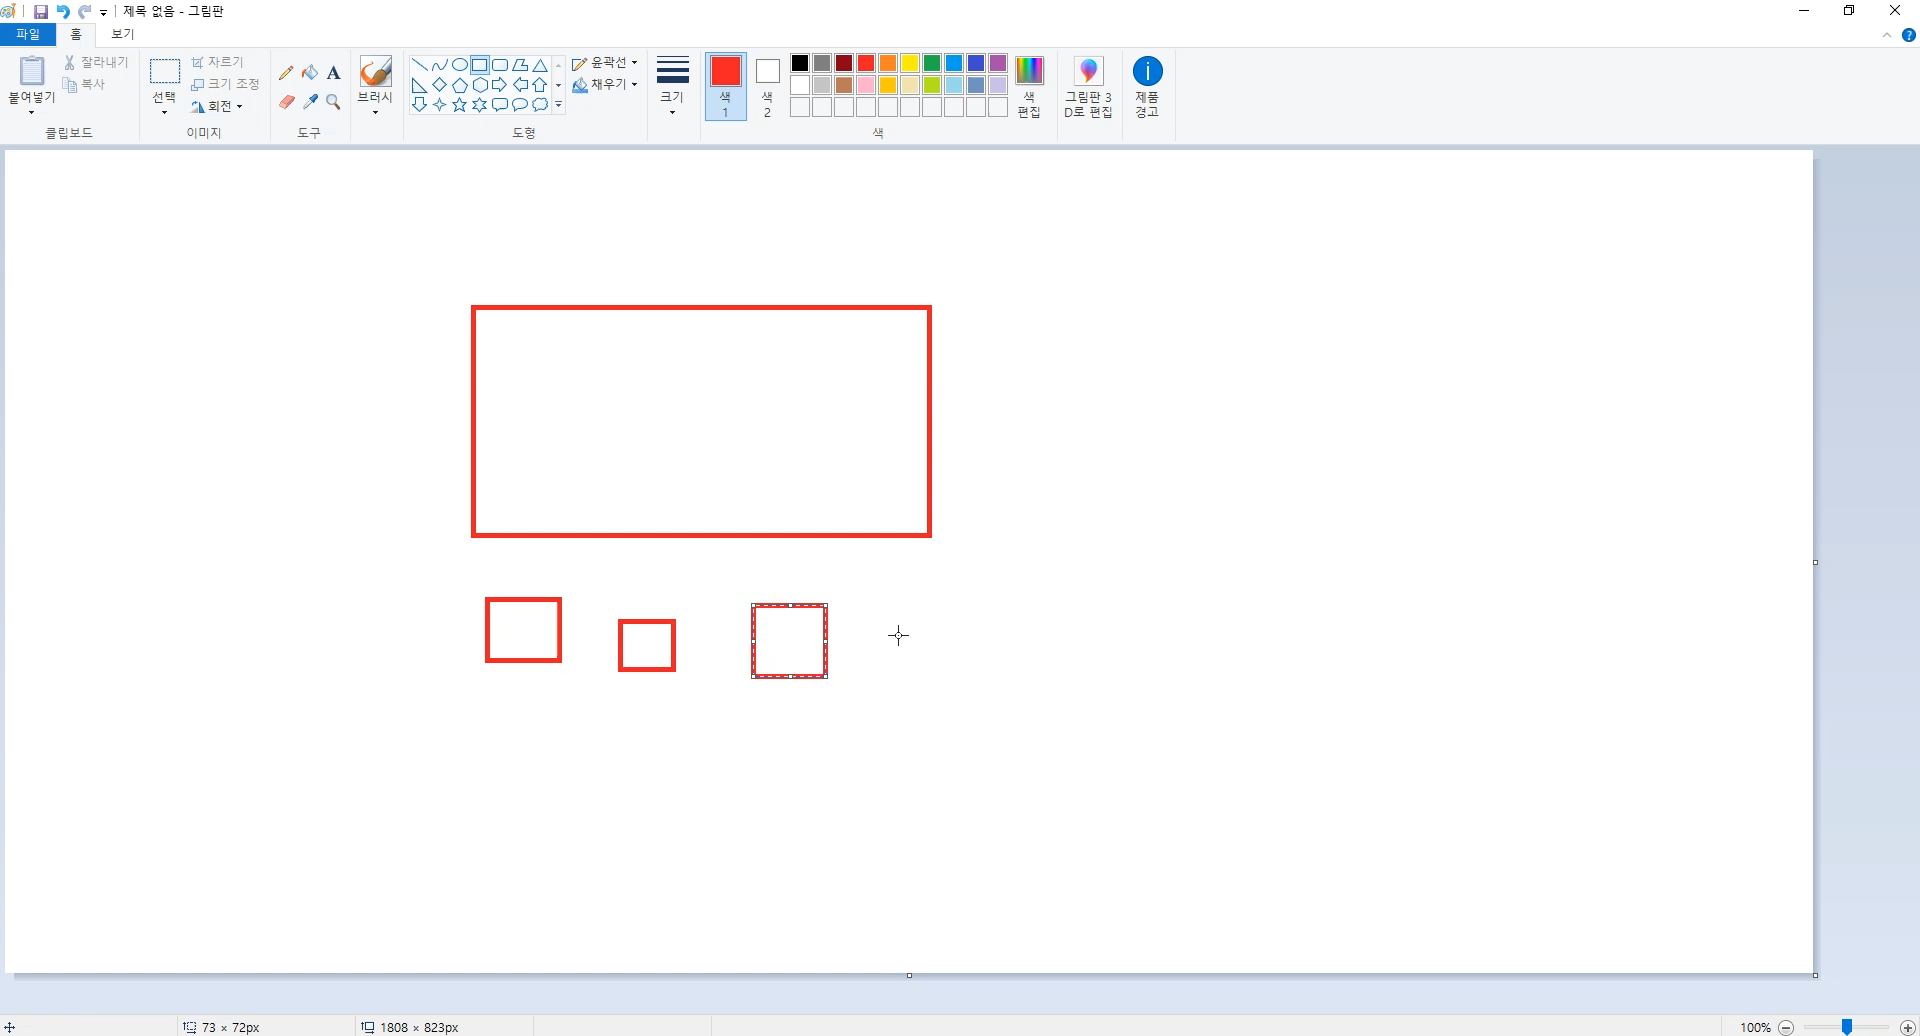 제목 없음 - 그림판
파일 홈 보기
붙여넣기
잘라내기
복사
클립보드
선택
자르기
크기 조정
회전
이미지
A
도구
브러시
윤곽선
채우기
도형
크기
색
1
색
2
색
편집
색
그림판 3
D로 편집
제품
경고
73 × 72px
1808 × 823px
100%